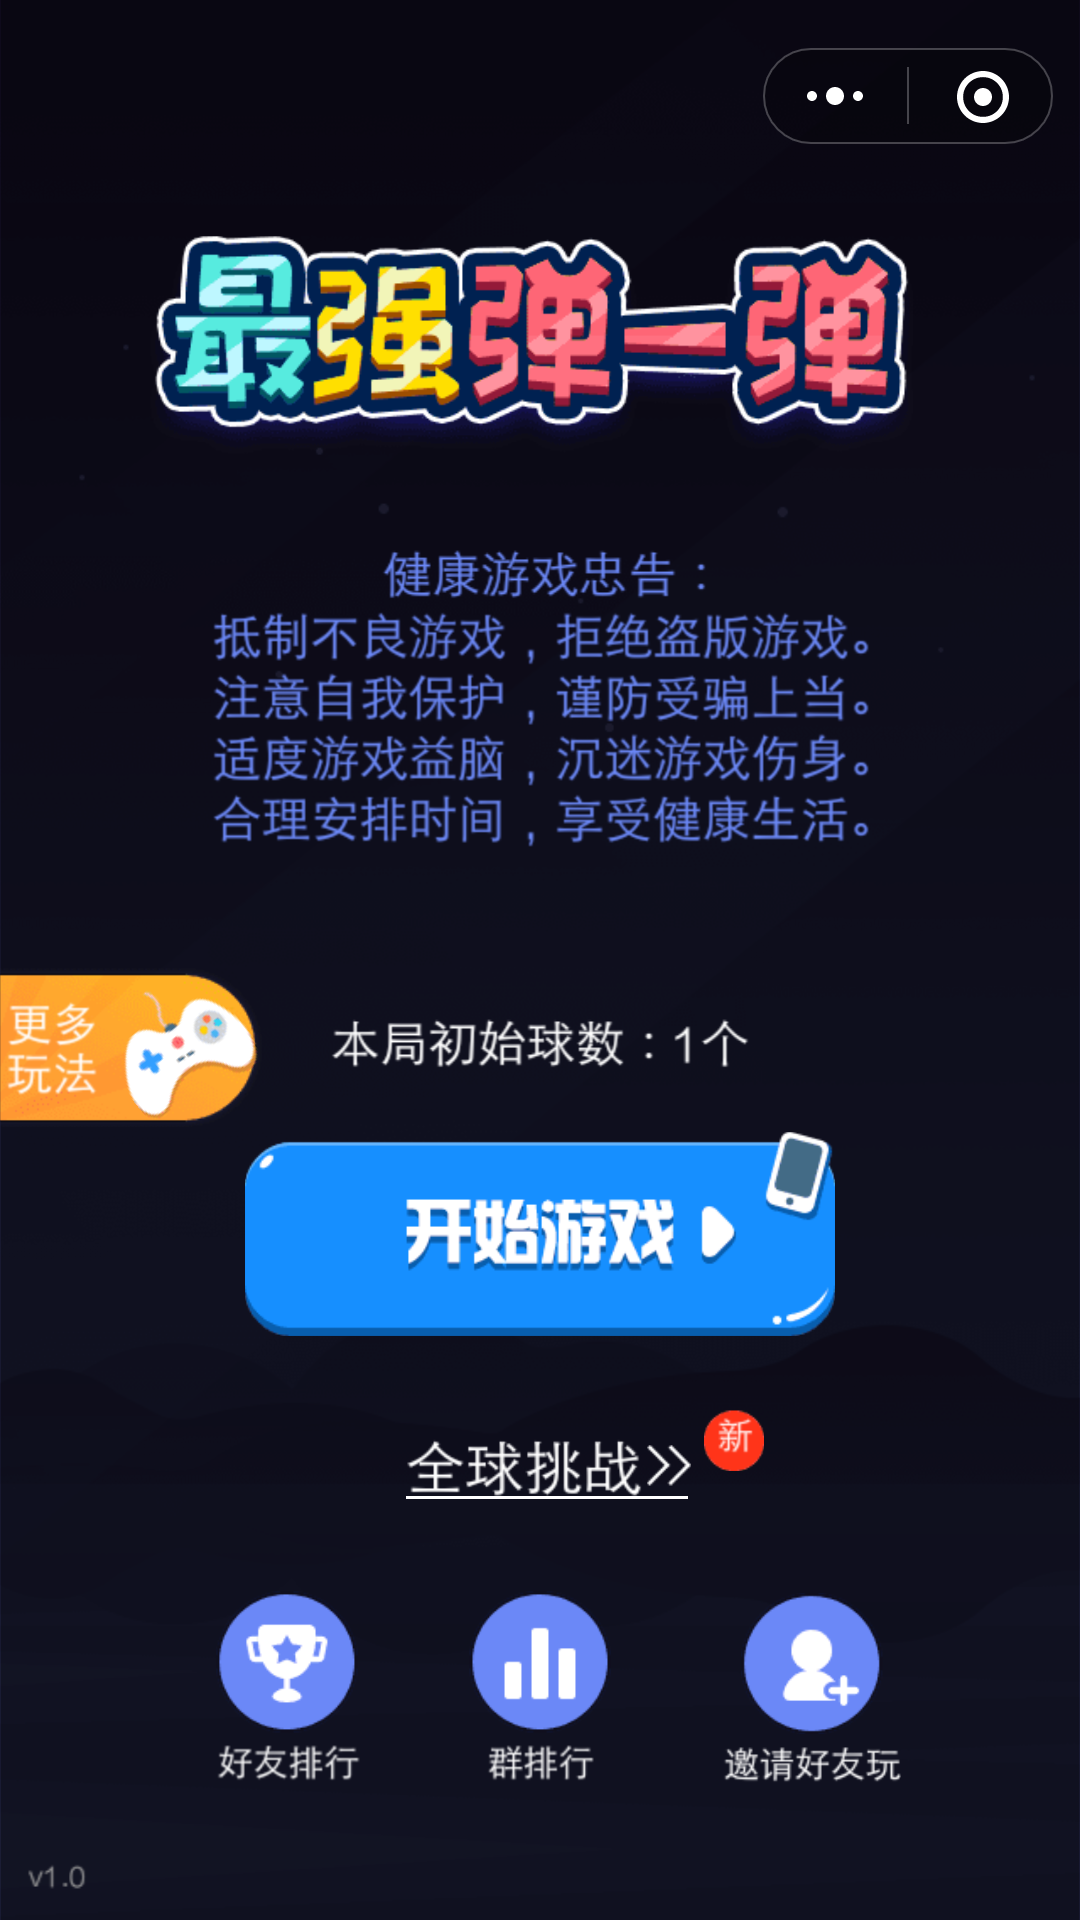 最强弹一弹
健康游戏忠告：
抵制不良游戏，拒绝盗版游戏。
注意自我保护，谨防受骗上当。
适度游戏益脑，沉迷游戏伤身。
合理安排时间，享受健康生活。
更多
玩法
本局初始球数：1个
开始游戏
全球挑战>>
新
好友排行
群排行
邀请好友玩
v1.0